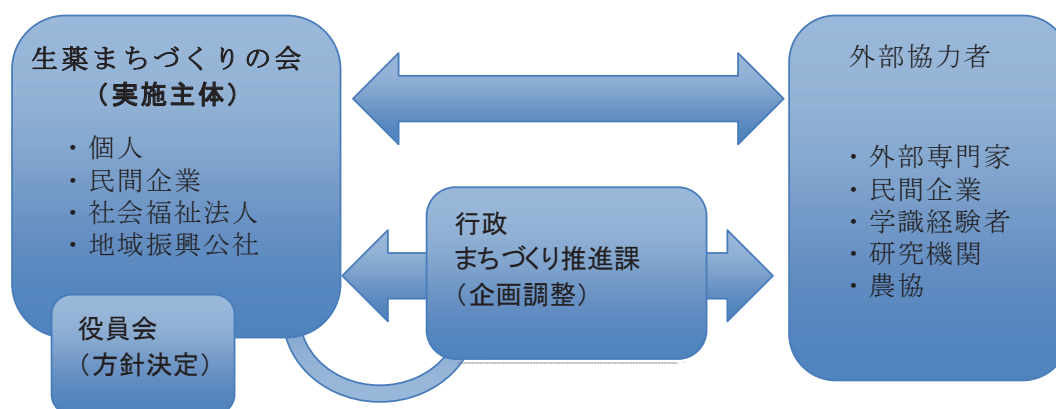 生薬まちづくりの会
（実施主体）
・個人
・民間企業
・社会福祉法人
・地域振興公社
役員会
（方針決定）
行政
まちづくり推進課
（企画調整）
外部協力者
・外部専門家
・民間企業
・学識経験者
・研究機関
・農協